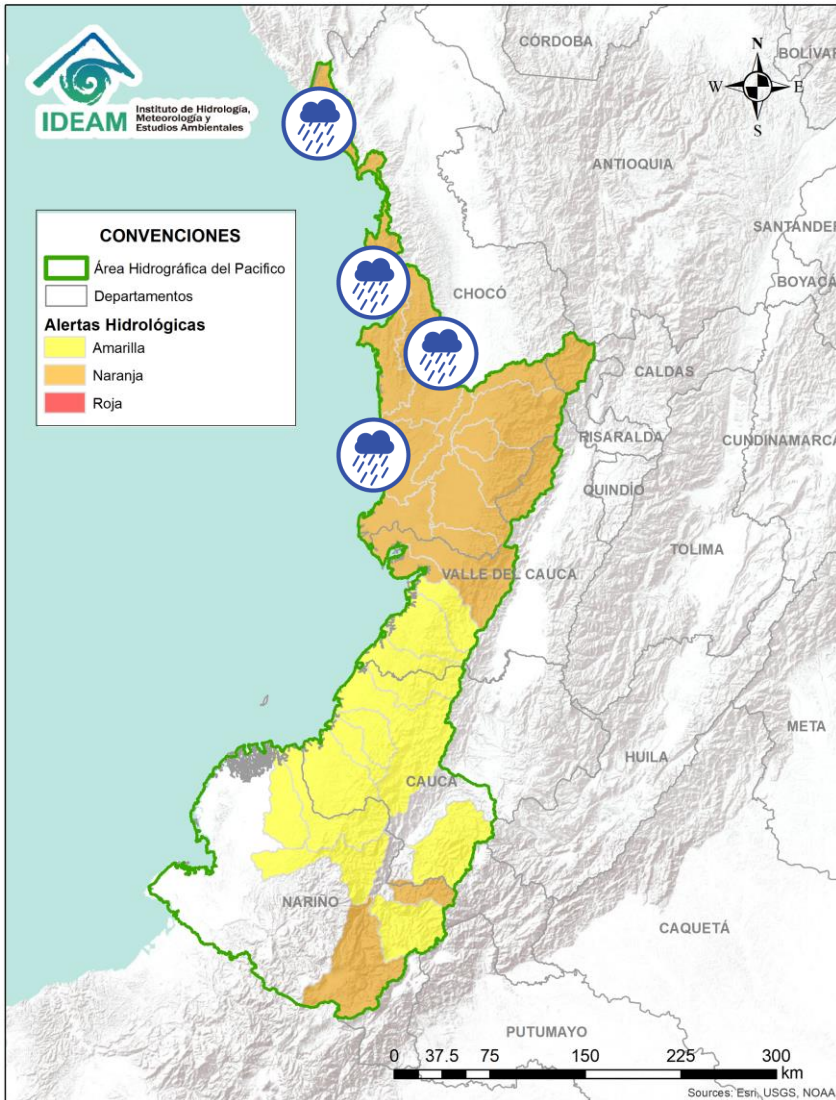 IDEAM
Instituto de Hidrología,
Meteorología y
Estudios Ambientales
CÓRDOBA
BOLÍVAR
N
W
E
S
ANTIOQUIA
SANTANDER
BOYACÁ
CONVENCIONES
Área Hidrográfica del Pacifico
Departamentos
Alertas Hidrológicas
Amarilla
Naranja
Roja
CHOCÓ
CALDAS
RISARALDA
CUNDINAMARCA
QUINDÍO
TOLIMA
VALLE DEL CAUCA
META
HUILA
CAUCA
NARIÑO
CAQUETÁ
PUTUMAYO
0 37.5 75 150 225 300
km
Sources: Esri, USGS, NOAA